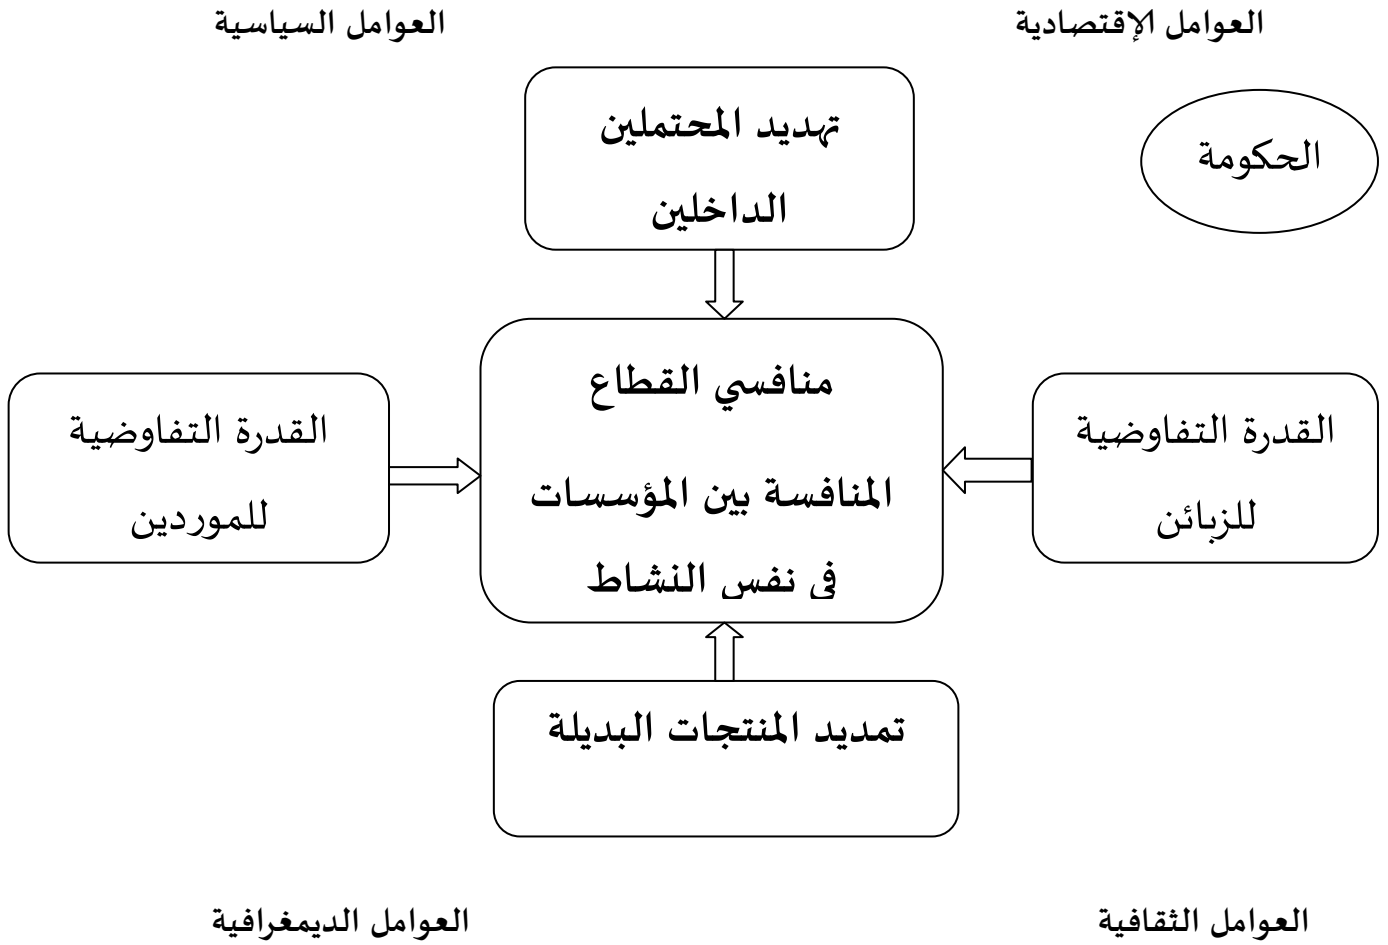 العوامل الإقتصادية
العوامل السياسية
تهديد المحتملين
الداخلين
الحكومة
منافسي القطاع
المنافسة بين المؤسسات
في نفس النشاط
القدرة التفاوضية
للزبائن
القدرة التفاوضية
للموردين
تمديد المنتجات البديلة
العوامل الثقافية
العوامل الديمغرافية